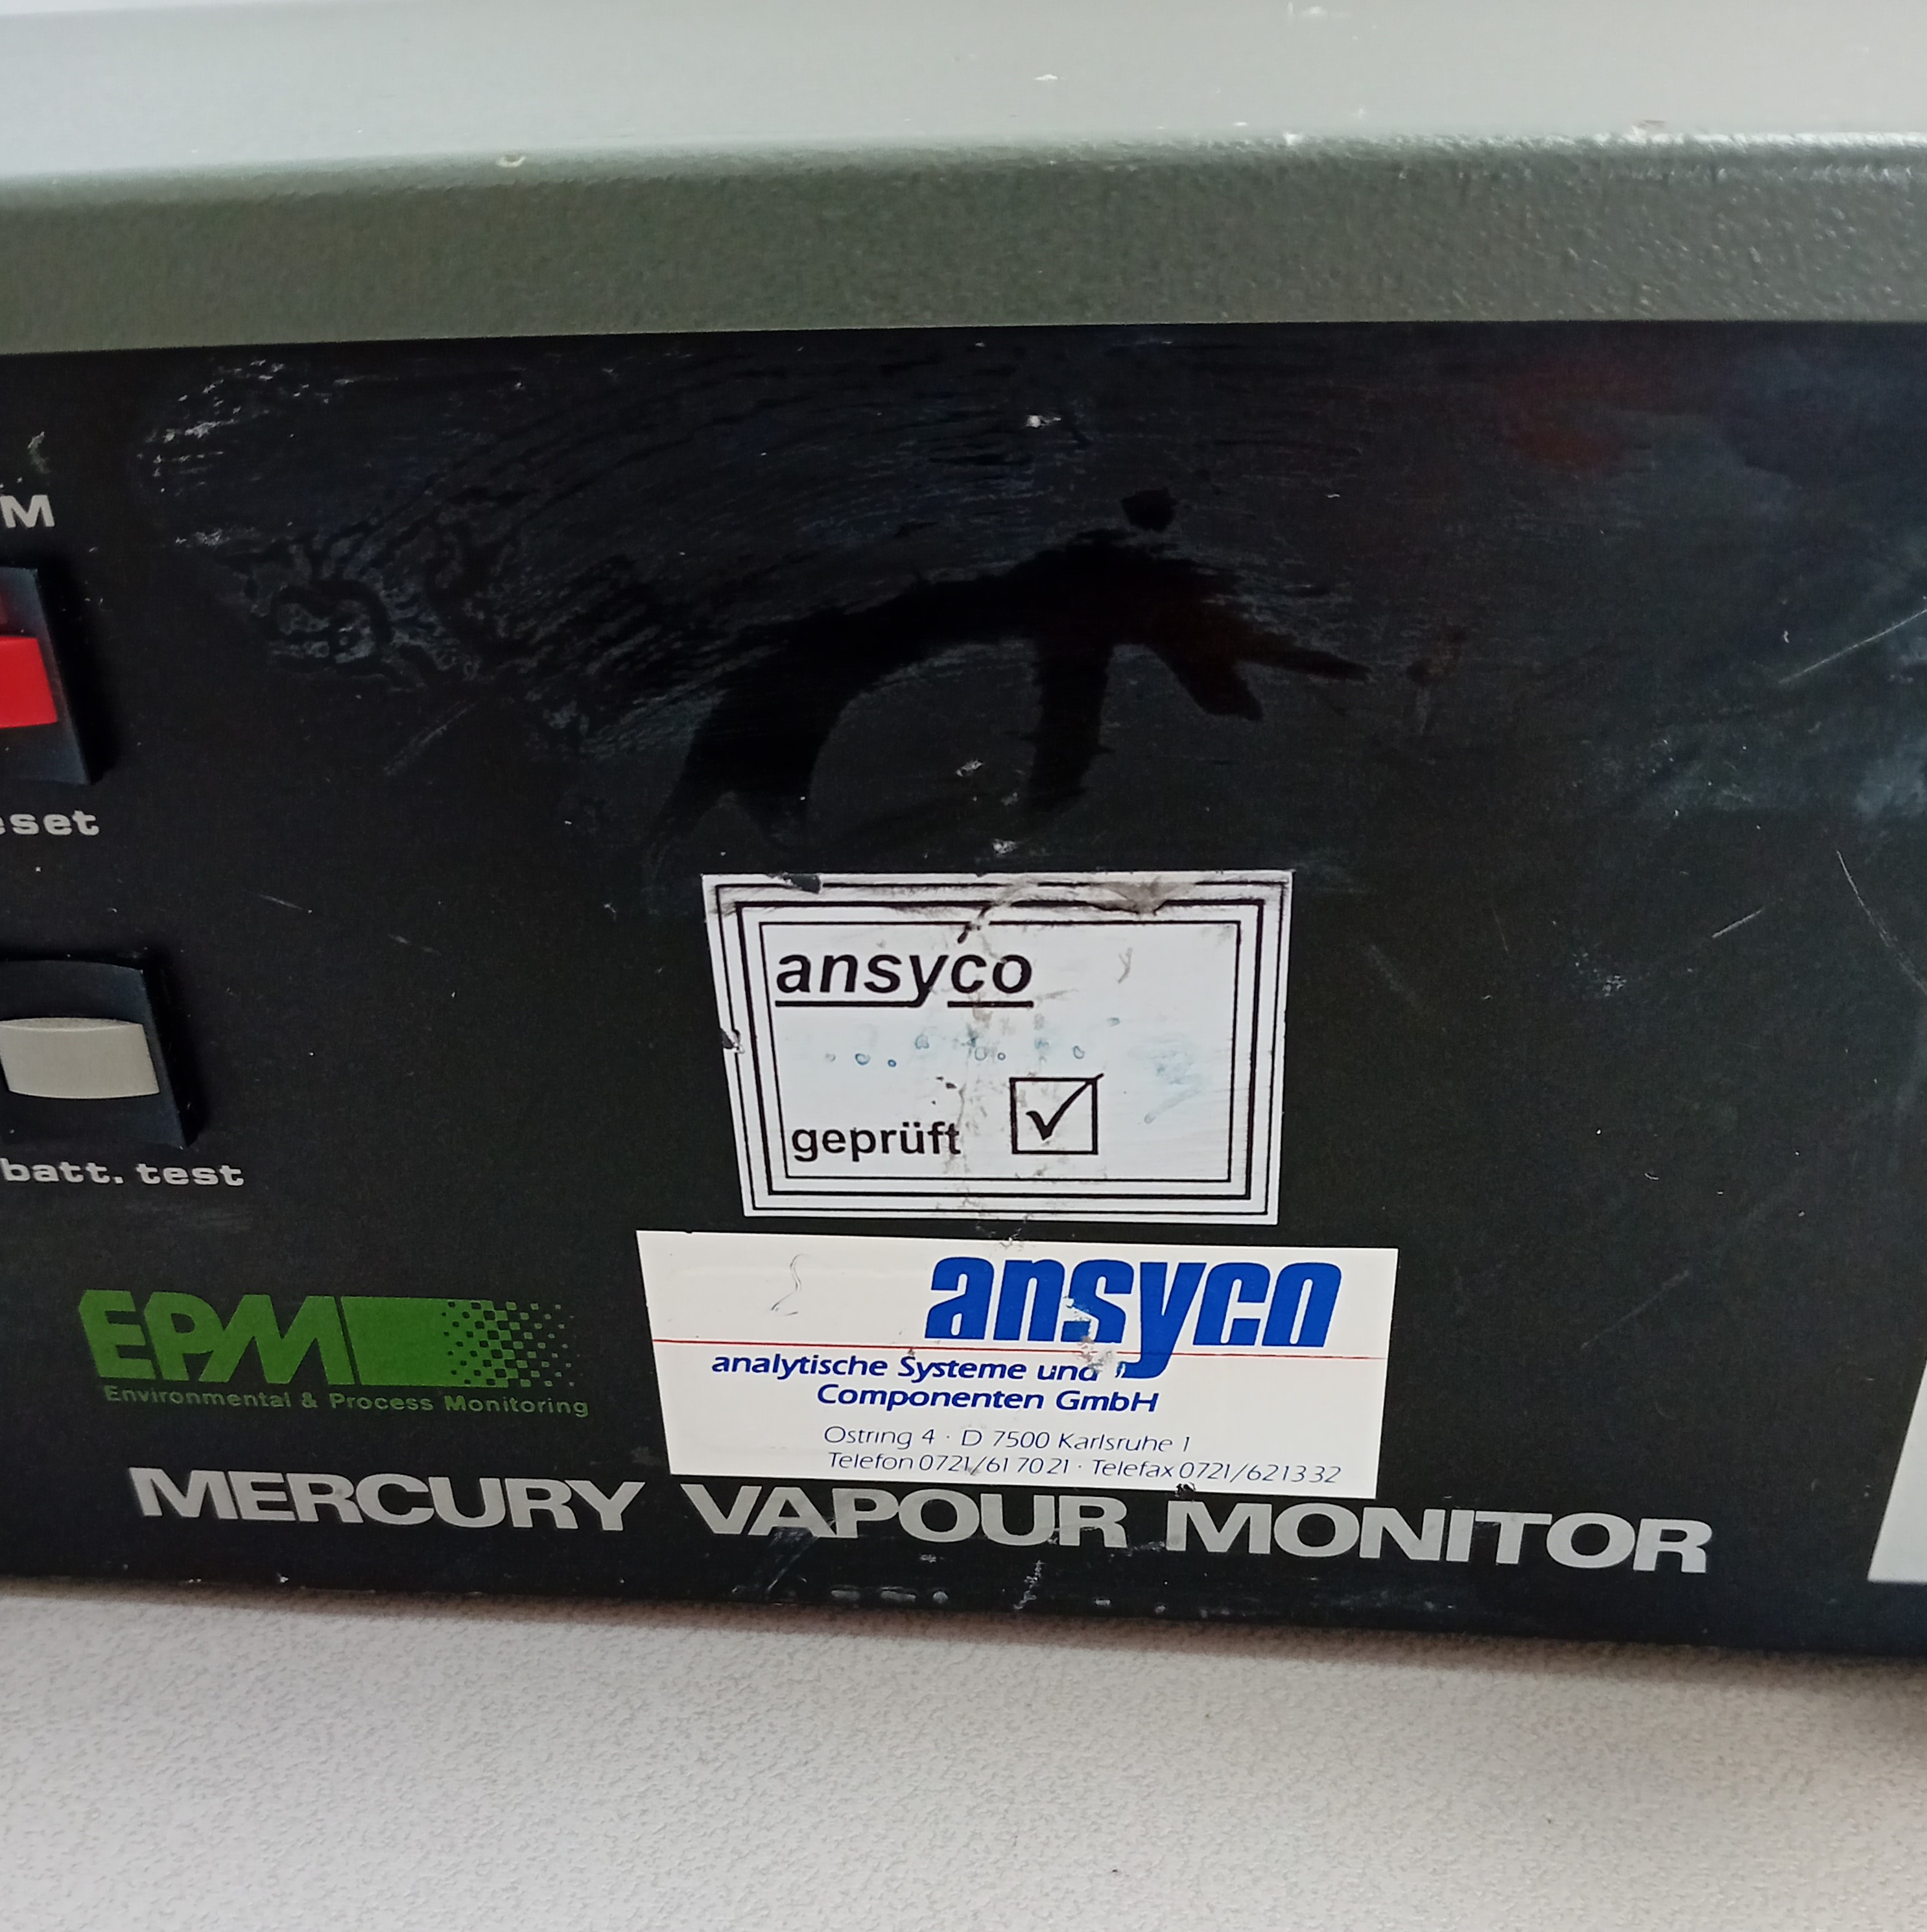 M
eset
batt. test
ansyco
geprüft
EPM
Environmental & Process Monitoring
ansyco
analytische Systeme und
Componenten GmbH
Ostring 4 · D 7500 Karlsruhe 1
Telefon 0721/61 70 21 · Telefax 0721/62 13 32
MERCURY VAPOUR MONITOR